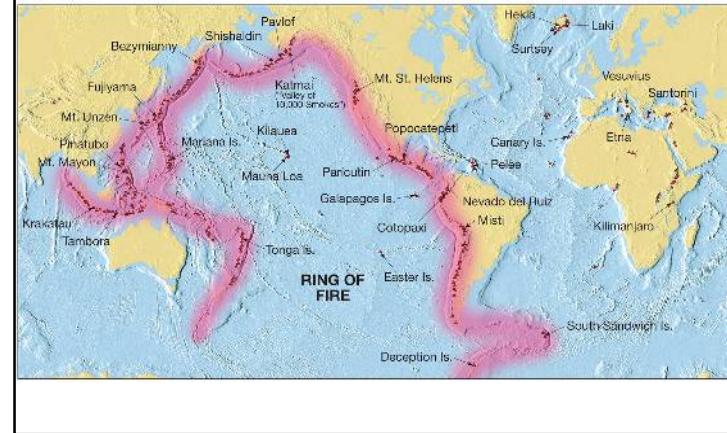 Pavlof
Shishaldin
Bezymianny
Hekla
Laki
Surtsey
Katmai
"Valley of
10,000 Smokes"
Mt. St. Helens
Fujiyama
Vesuvius
Santorini
Mt. Unzen
Pinatubo
Mariana Is.
Kilauea
Popocatepetl
Canary Is.
Etna
Mt. Mayon
Mauna Loa
Paricutin
Pelée
Galapagos Is.
Nevado del Ruiz
Krakatau
Tambora
Cotopaxi
Misti
Kilimanjaro
Tonga Is.
Easter Is.
RING OF
FIRE
South Sandwich Is.
Deception Is.